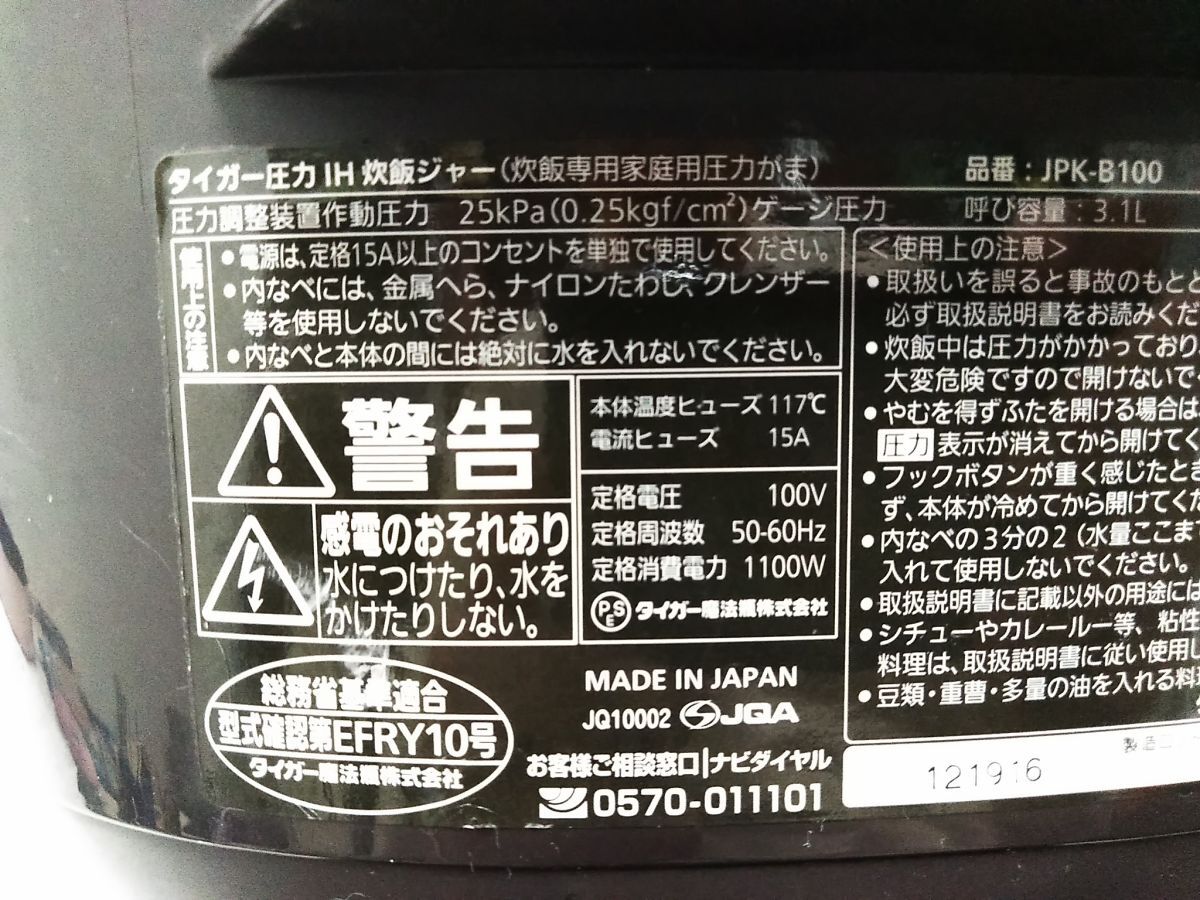 タイガー圧力IH炊飯ジャー(炊飯専用家庭用圧力がま) 品番：JPK-B100
圧力調整装置作動圧力 25kPa(0.25kgf/cm²)ゲージ圧力 呼び容量：3.1L
使用上の注意
•電源は、定格15A以上のコンセントを単独で使用してください。
•内なべには、金属へら、ナイロンたわし、クレンザー
等を使用しないでください。
•内なべと本体の間には絶対に水を入れないでください。
警告
感電のおそれあり
水につけたり、水を
かけたりしない。
本体温度ヒューズ 117℃
電流ヒューズ 15A
定格電圧 100V
定格周波数 50-60Hz
定格消費電力 1100W
PSE タイガー魔法瓶株式会社
＜使用上の注意＞
•取扱いを誤ると事故のもとと
必ず取扱説明書をお読みくだ
•炊飯中は圧力がかかっており
大変危険ですので開けないで
•やむを得ずふたを開ける場合は
圧力表示が消えてから開けてく
•フックボタンが重く感じたとき
ず、本体が冷めてから開けてくだ
•内なべの3分の2（水量ここま
入れて使用しないでください。
•取扱説明書に記載以外の用途には
•シチューやカレールー等、粘性
料理は、取扱説明書に従い使用し
•豆類・重曹・多量の油を入れる料
総務省基準適合
型式確認第EFRY10号
タイガー魔法瓶株式会社
MADE IN JAPAN
JQ10002 JQA
お客様ご相談窓口|ナビダイヤル
0570-011101
製造
121916